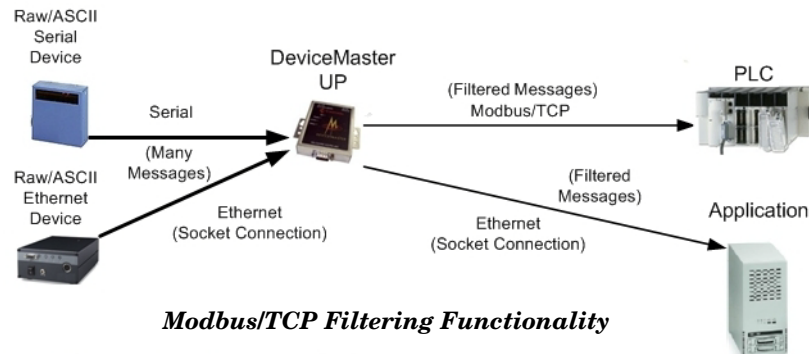 Raw/ASCII
Serial
Device
DeviceMaster
UP
PLC
(Filtered Messages)
Modbus/TCP
Serial
(Many
Messages)
Raw/ASCII
Ethernet
Device
Ethernet
(Socket Connection)
(Filtered
Messages)
Ethernet
(Socket Connection)
Application
Modbus/TCP Filtering Functionality